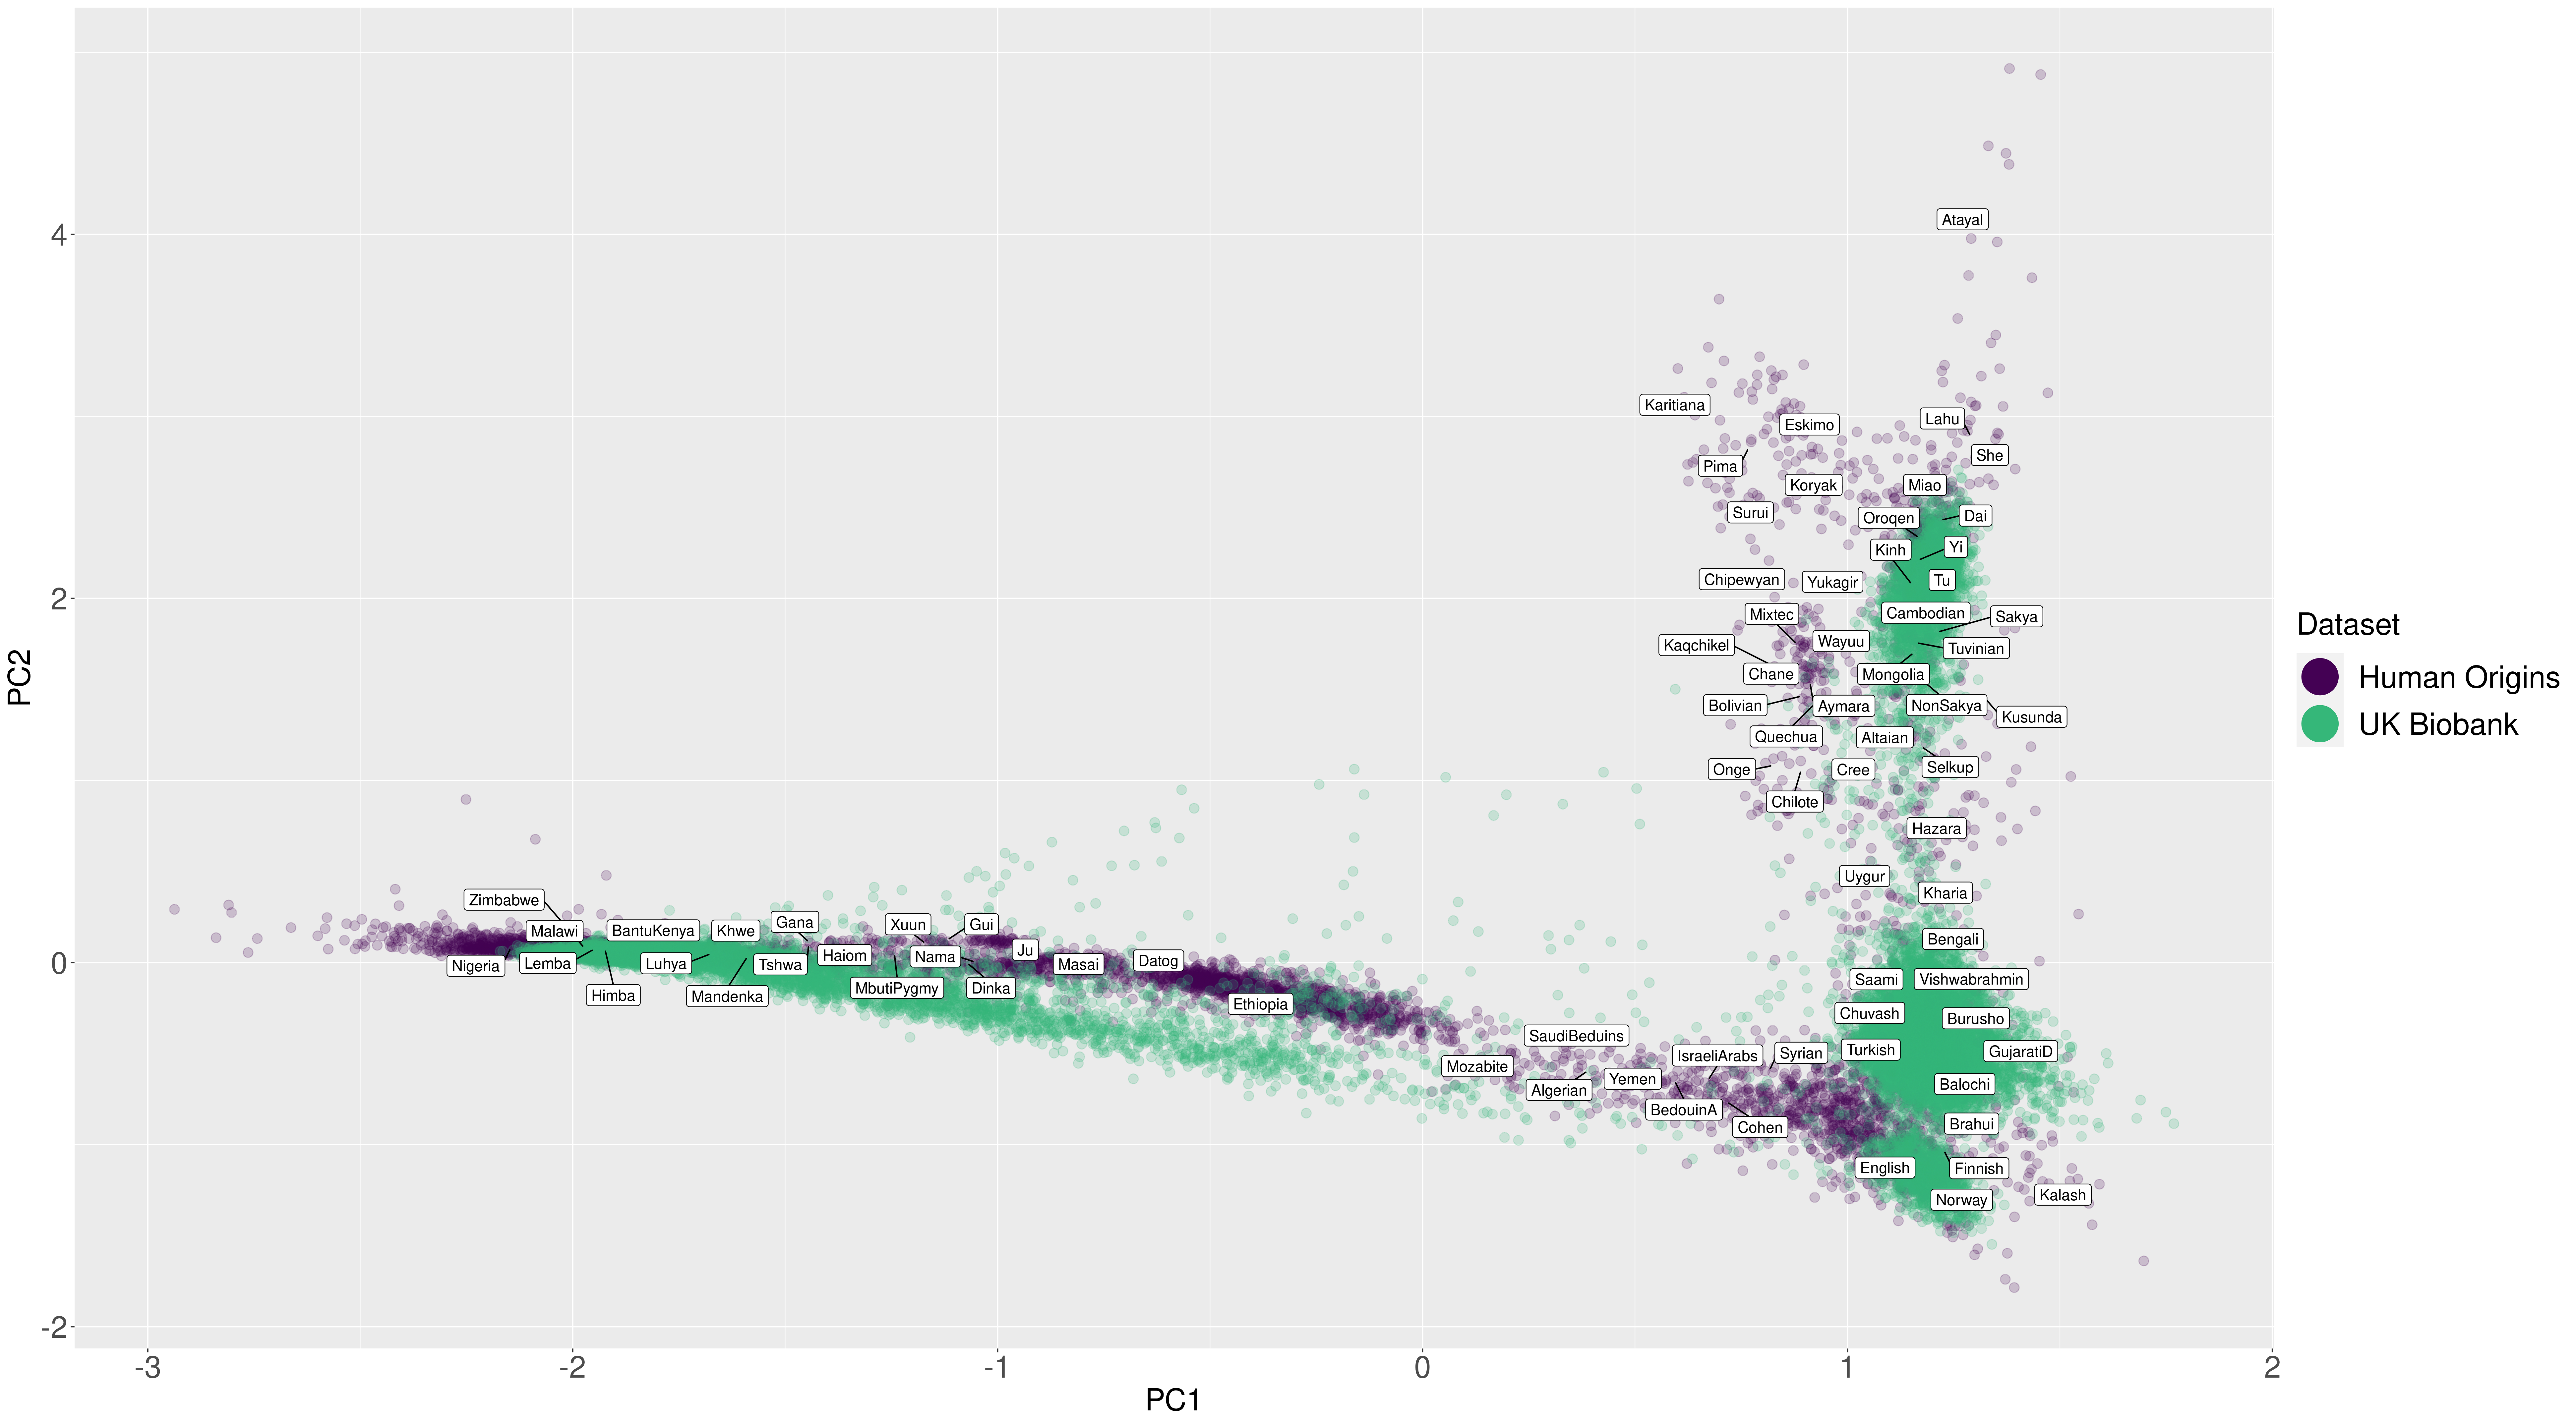 4
2
0
-2
PC2
-3
-2
-1
0
1
2
PC1
Atayal
Karitiana
Lahu
Eskimo
She
Pima
Koryak
Miao
Surui
Oroqen
Dai
Kinh
Yi
Chipewyan
Yukagir
Tu
Mixtec
Cambodian
Sakya
Kaqchikel
Wayuu
Tuvinian
Chane
Mongolia
Bolivian
Aymara
NonSakya
Kusunda
Quechua
Altaian
Onge
Cree
Selkup
Chilote
Hazara
Uygur
Kharia
Zimbabwe
Malawi
BantuKenya
Khwe
Gana
Xuun
Gui
Bengali
Nigeria
Lemba
Luhya
Tshwa
Haiom
Nama
Ju
Masai
Datog
Himba
Mandenka
MbutiPygmy
Dinka
Ethiopia
Saami
Vishwabrahmin
Chuvash
Burusho
SaudiBeduins
IsraeliArabs
Syrian
Turkish
GujaratiD
Mozabite
Algerian
Yemen
Balochi
BedouinA
Cohen
Brahui
English
Finnish
Norway
Kalash
Dataset
Human Origins
UK Biobank